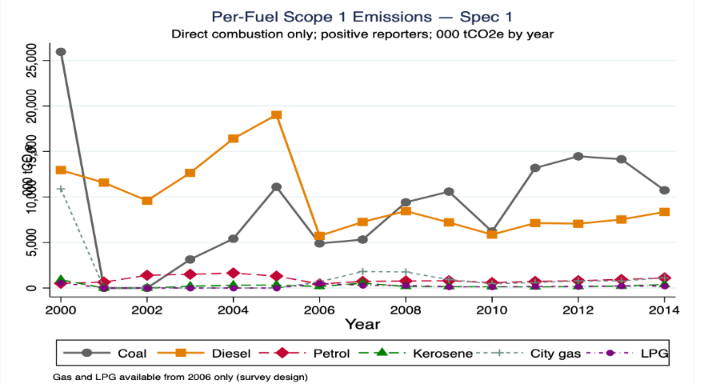 Per-Fuel Scope 1 Emissions — Spec 1
Direct combustion only; positive reporters; 000 tCO2e by year
25,000
20,000
15,000
10,000
5,000
0
2000 2002 2004 2006 2008 2010 2012 2014
Year
Coal Diesel Petrol Kerosene City gas LPG
Gas and LPG available from 2006 only (survey design)